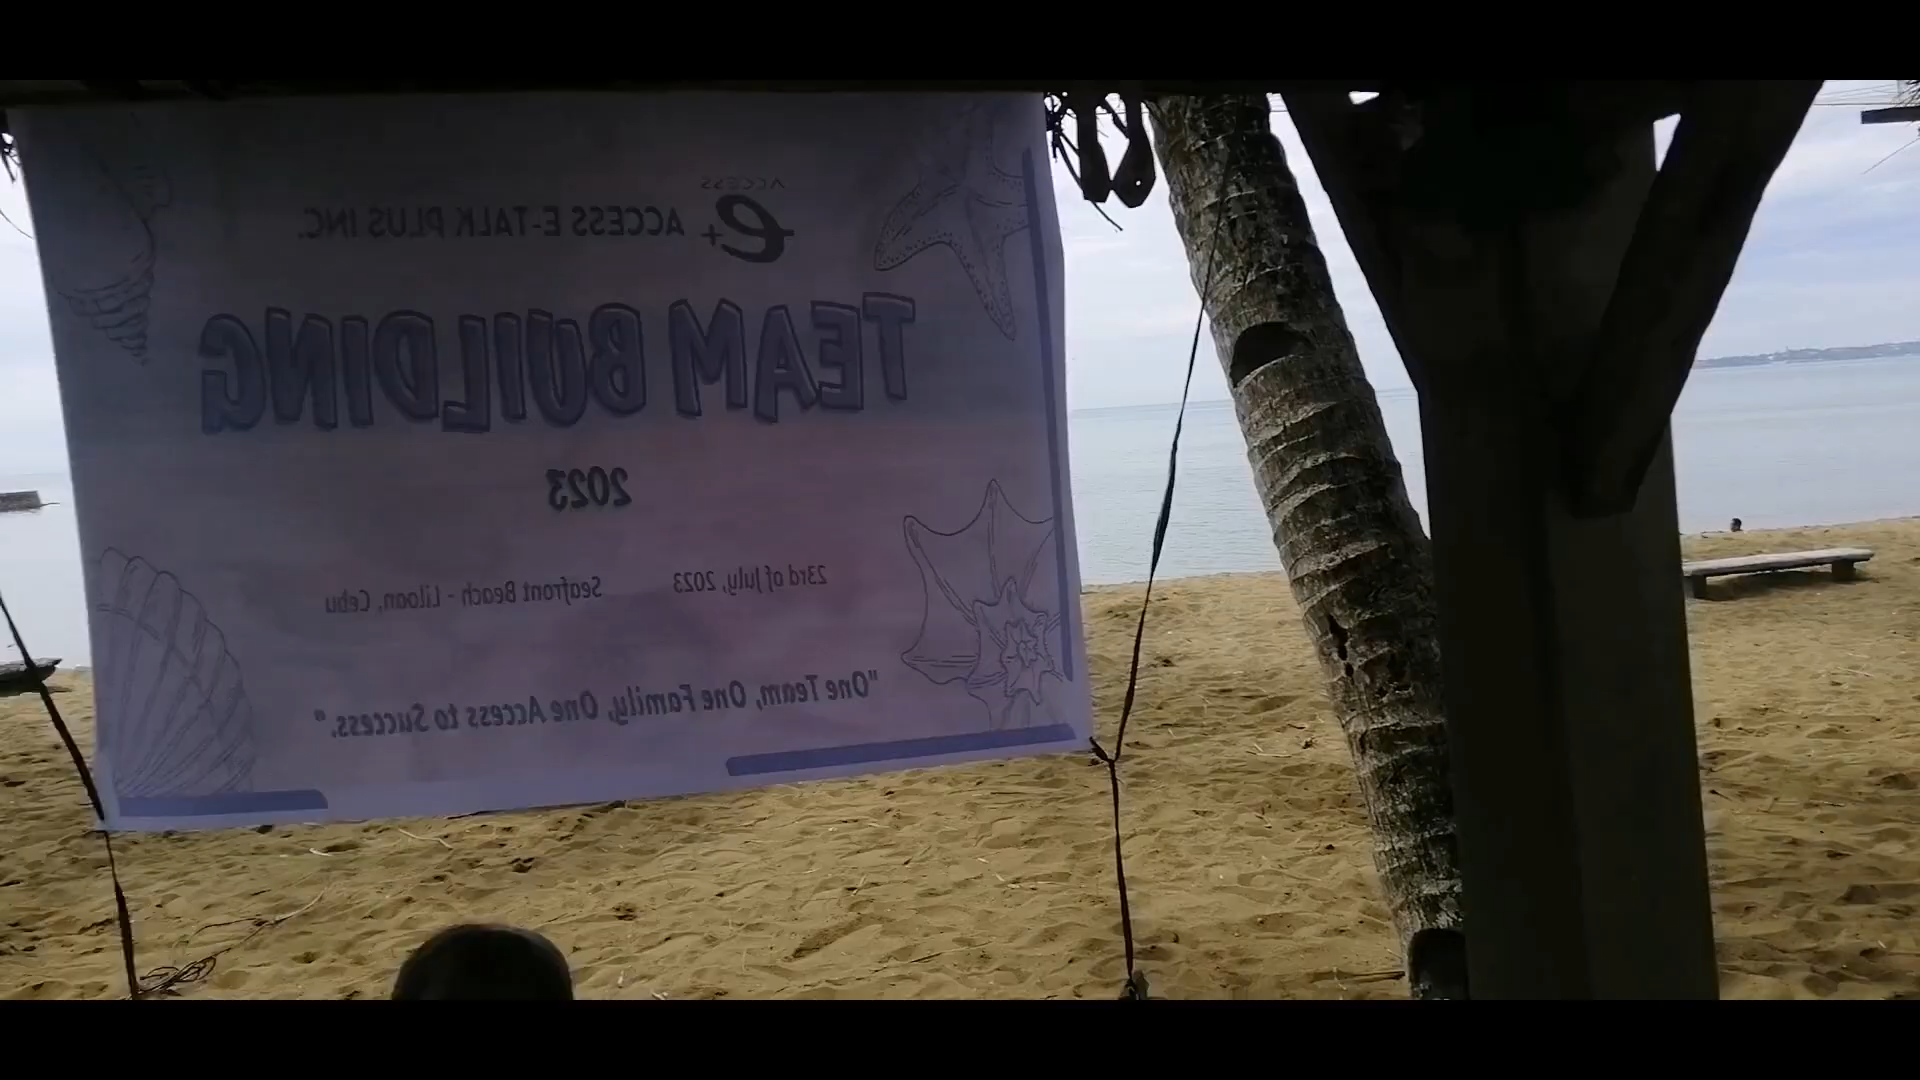 ACCESS
e+ ACCESS E-TALK PLUS INC.
TEAM BUILDING
2023
23rd of July, 2023 Seafront Beach - Liloan, Cebu
"One Team, One Family, One Access to Success."